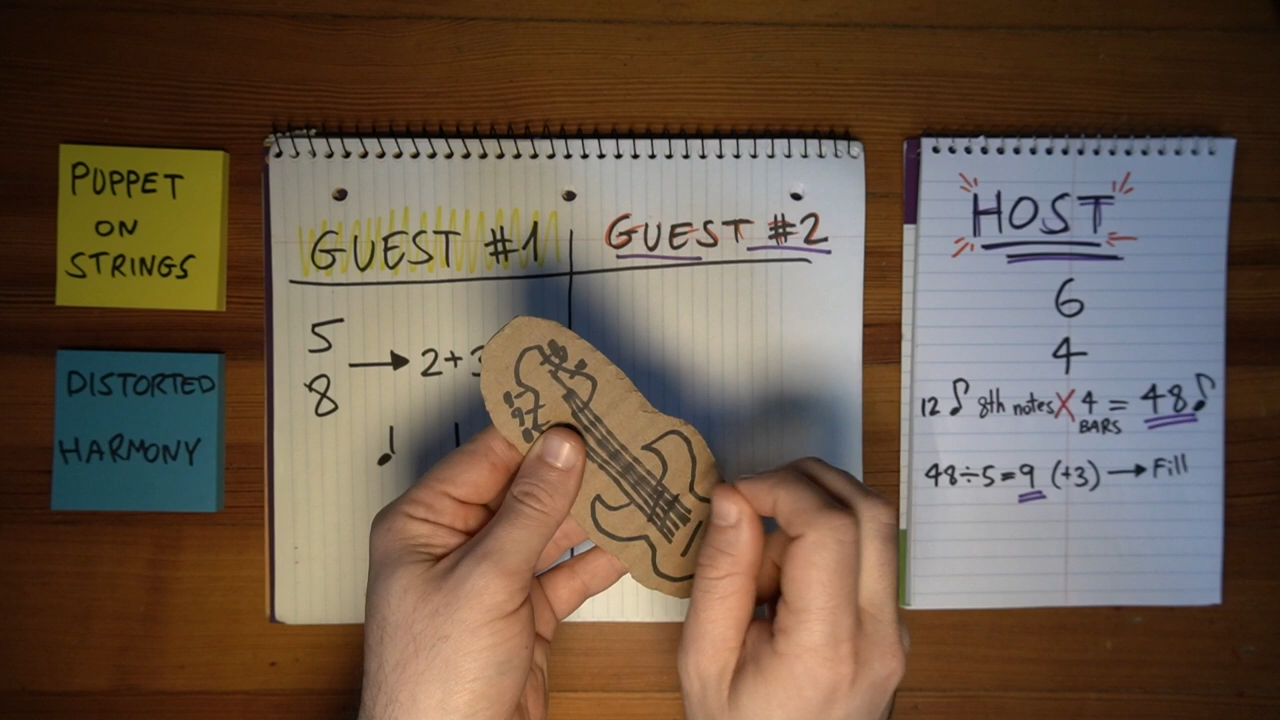 PUPPET
ON
STRINGS
DISTORTED
HARMONY
GUEST #1
GUEST #2
5
8
→ 2+3
HOST
6
4
12 ♪ 8th notes X 4 = 48 ♪
BARS
48÷5=9 (+3) → Fill